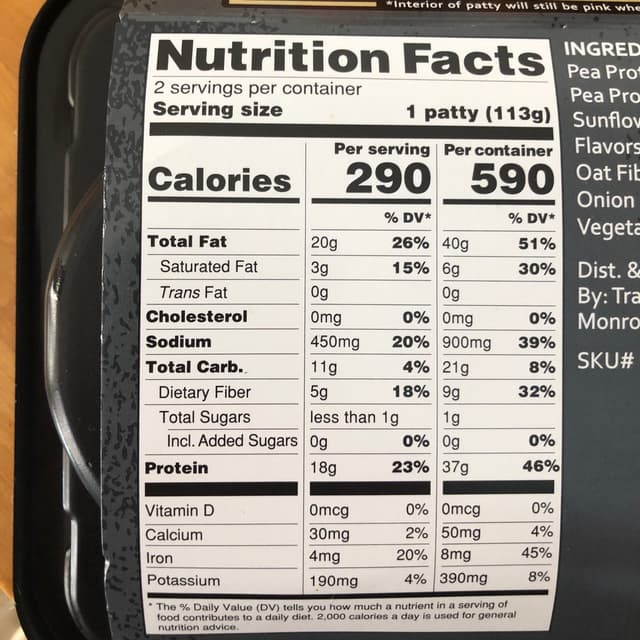 *Interior of patty will still be pink
Nutrition Facts
2 servings per container
Serving size 1 patty (113g)
Per serving Per container
Calories 290 590
% DV* % DV*
Total Fat 20g 26% 40g 51%
Saturated Fat 3g 15% 6g 30%
Trans Fat 0g 0g
Cholesterol 0mg 0% 0mg 0%
Sodium 450mg 20% 900mg 39%
Total Carb. 11g 4% 21g 8%
Dietary Fiber 5g 18% 9g 32%
Total Sugars less than 1g 1g
Incl. Added Sugars 0g 0% 0g 0%
Protein 18g 23% 37g 46%
Vitamin D 0mcg 0% 0mcg 0%
Calcium 30mg 2% 50mg 4%
Iron 4mg 20% 8mg 45%
Potassium 190mg 4% 390mg 8%
* The % Daily Value (DV) tells you how much a nutrient in a serving of
food contributes to a daily diet. 2,000 calories a day is used for general
nutrition advice.
INGRED
Pea Prot
Pea Pro
Sunflow
Flavors
Oat Fib
Onion
Vegeta
Dist. &
By: Tra
Monro
SKU#